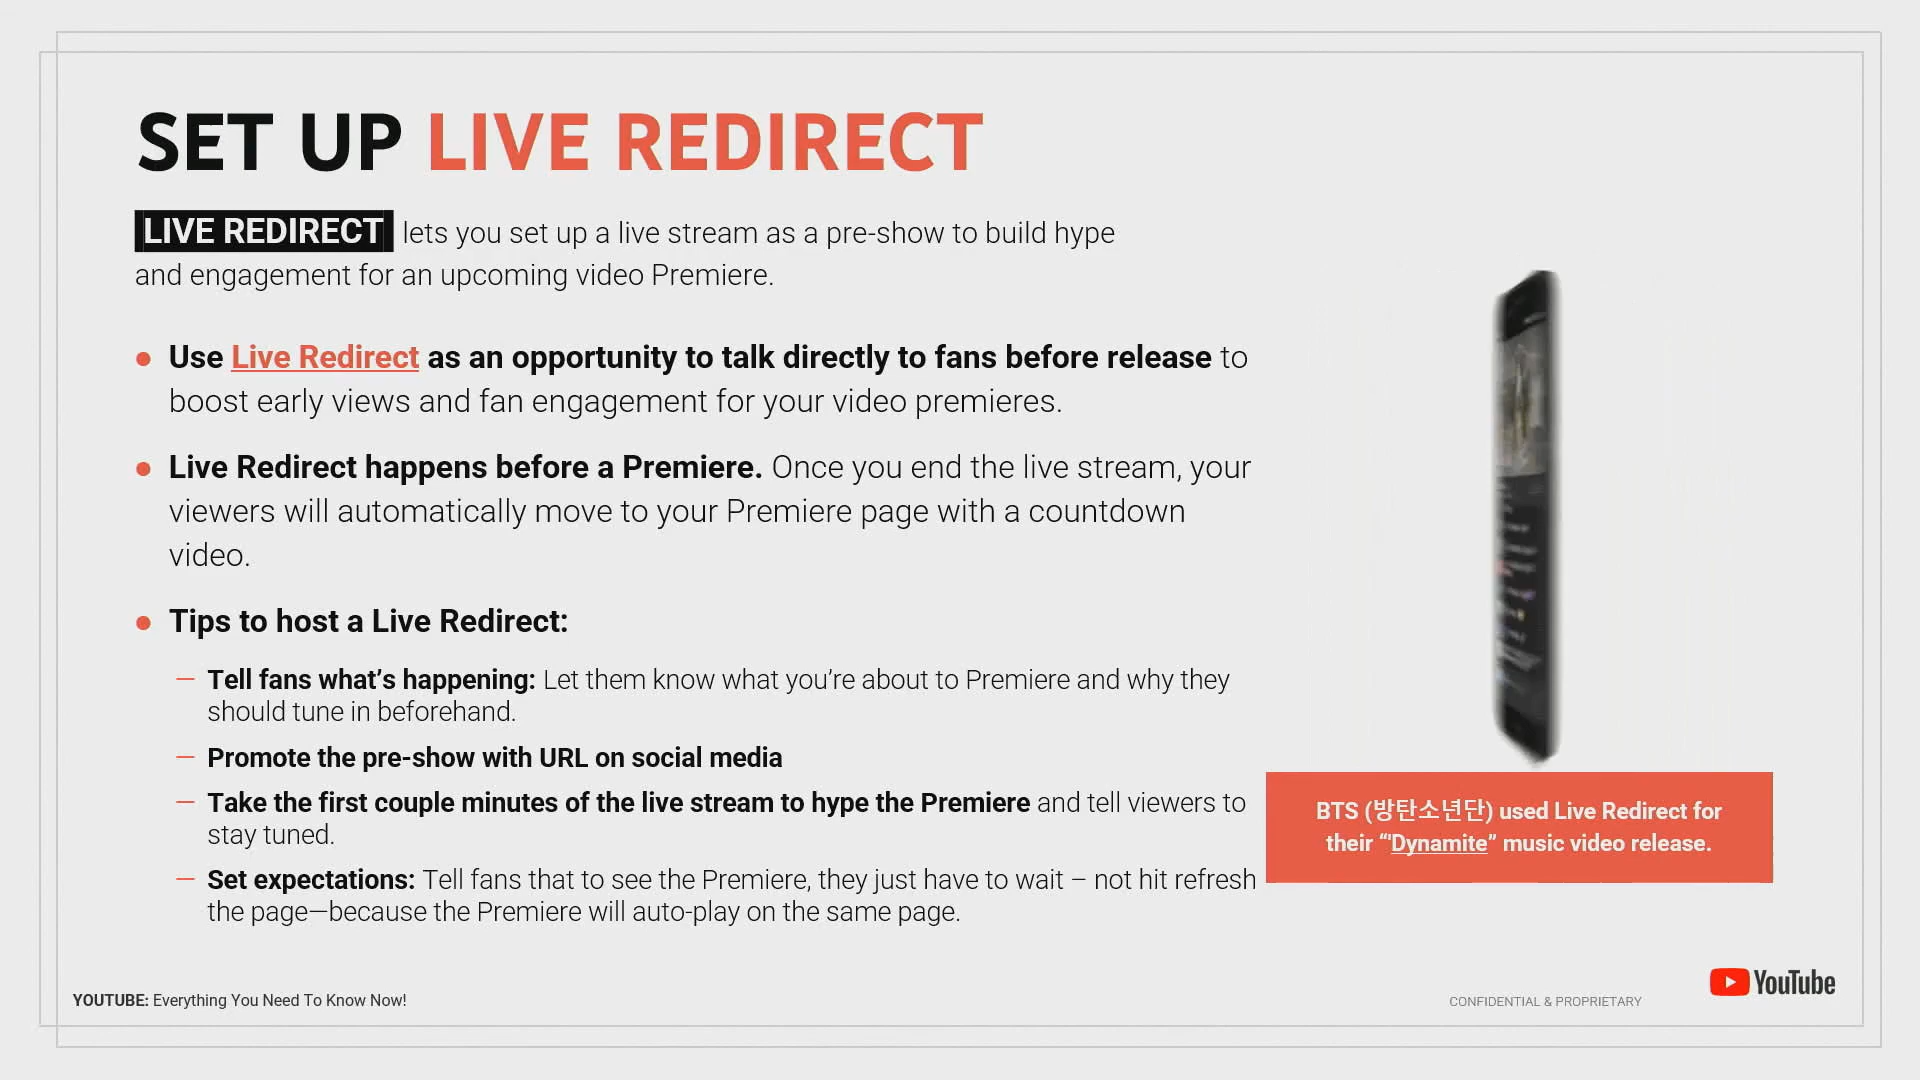 SET UP LIVE REDIRECT
LIVE REDIRECT lets you set up a live stream as a pre-show to build hype
and engagement for an upcoming video Premiere.
● Use Live Redirect as an opportunity to talk directly to fans before release to
boost early views and fan engagement for your video premieres.
● Live Redirect happens before a Premiere. Once you end the live stream, your
viewers will automatically move to your Premiere page with a countdown
video.
● Tips to host a Live Redirect:
— Tell fans what’s happening: Let them know what you’re about to Premiere and why they
should tune in beforehand.
— Promote the pre-show with URL on social media
— Take the first couple minutes of the live stream to hype the Premiere and tell viewers to
stay tuned.
— Set expectations: Tell fans that to see the Premiere, they just have to wait – not hit refresh
the page—because the Premiere will auto-play on the same page.
BTS (방탄소년단) used Live Redirect for
their “'Dynamite” music video release.
YOUTUBE: Everything You Need To Know Now!
CONFIDENTIAL & PROPRIETARY
YouTube